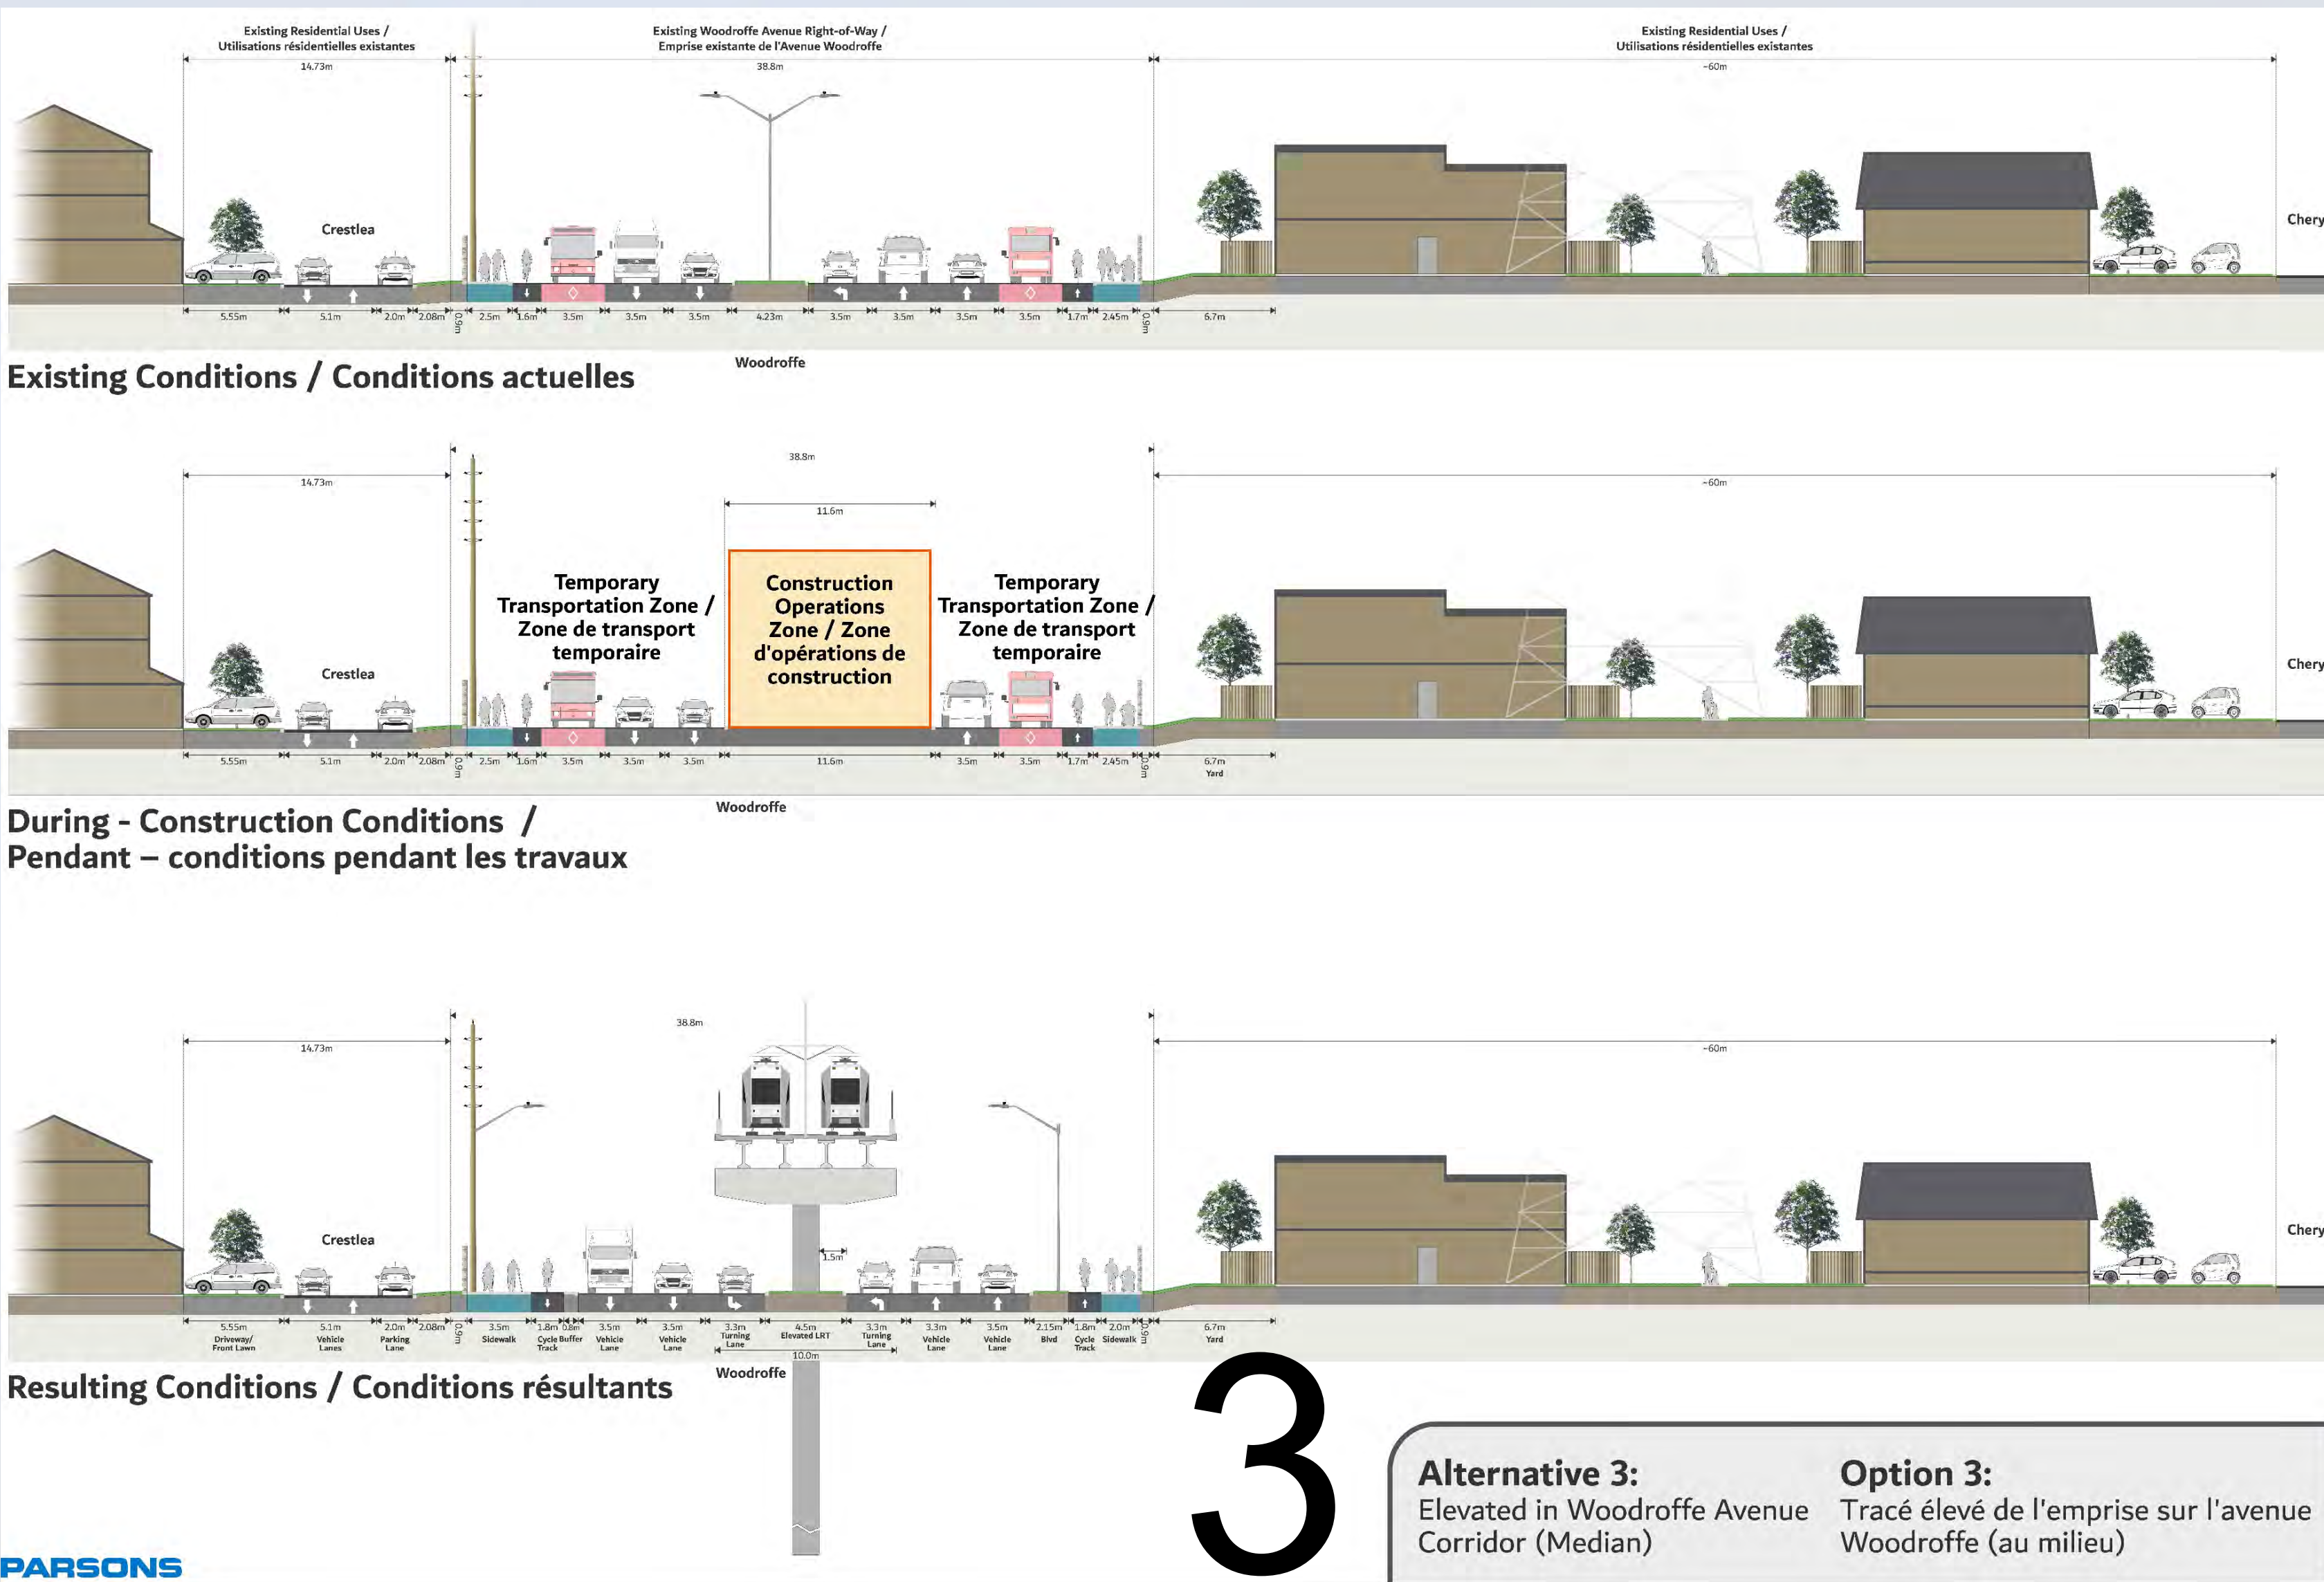 Existing Residential Uses /
Utilisations résidentielles existantes
14.73m
Existing Woodroffe Avenue Right-of-Way /
Emprise existante de l'Avenue Woodroffe
38.8m
Existing Residential Uses /
Utilisations résidentielles existantes
~60m
Crestlea
Chery
5.55m 5.1m 2.0m 2.08m 0.9m 2.5m 1.6m 3.5m 3.5m 3.5m 4.23m 3.5m 3.5m 3.5m 3.5m 1.7m 2.45m 0.9m 6.7m
Woodroffe
Existing Conditions / Conditions actuelles
38.8m
14.73m
~60m
11.6m
Temporary
Transportation Zone /
Zone de transport
temporaire
Construction
Operations
Zone / Zone
d'opérations de
construction
Temporary
Transportation Zone /
Zone de transport
temporaire
Crestlea
Chery
5.55m 5.1m 2.0m 2.08m 0.9m 2.5m 1.6m 3.5m 3.5m 3.5m 11.6m 3.5m 3.5m 1.7m 2.45m 0.9m 6.7m
Yard
Woodroffe
During - Construction Conditions /
Pendant – conditions pendant les travaux
38.8m
14.73m
~60m
Crestlea
1.5m
Chery
5.55m 5.1m 2.0m 2.08m 0.9m 3.5m 1.8m 0.8m 3.5m 3.5m 3.3m 4.5m 3.3m 3.3m 3.5m 2.15m 1.8m 2.0m 0.9m 6.7m
Driveway/
Front Lawn
Vehicle
Lanes
Parking
Lane
Sidewalk
Cycle
Track
Buffer
Vehicle
Lane
Vehicle
Lane
Turning
Lane
Elevated LRT
Turning
Lane
Vehicle
Lane
Vehicle
Lane
Blvd
Cycle
Track
Sidewalk
Yard
10.0m
Woodroffe
Resulting Conditions / Conditions résultants
3
Alternative 3:
Elevated in Woodroffe Avenue
Corridor (Median)
Option 3:
Tracé élevé de l'emprise sur l'avenue
Woodroffe (au milieu)
PARSONS